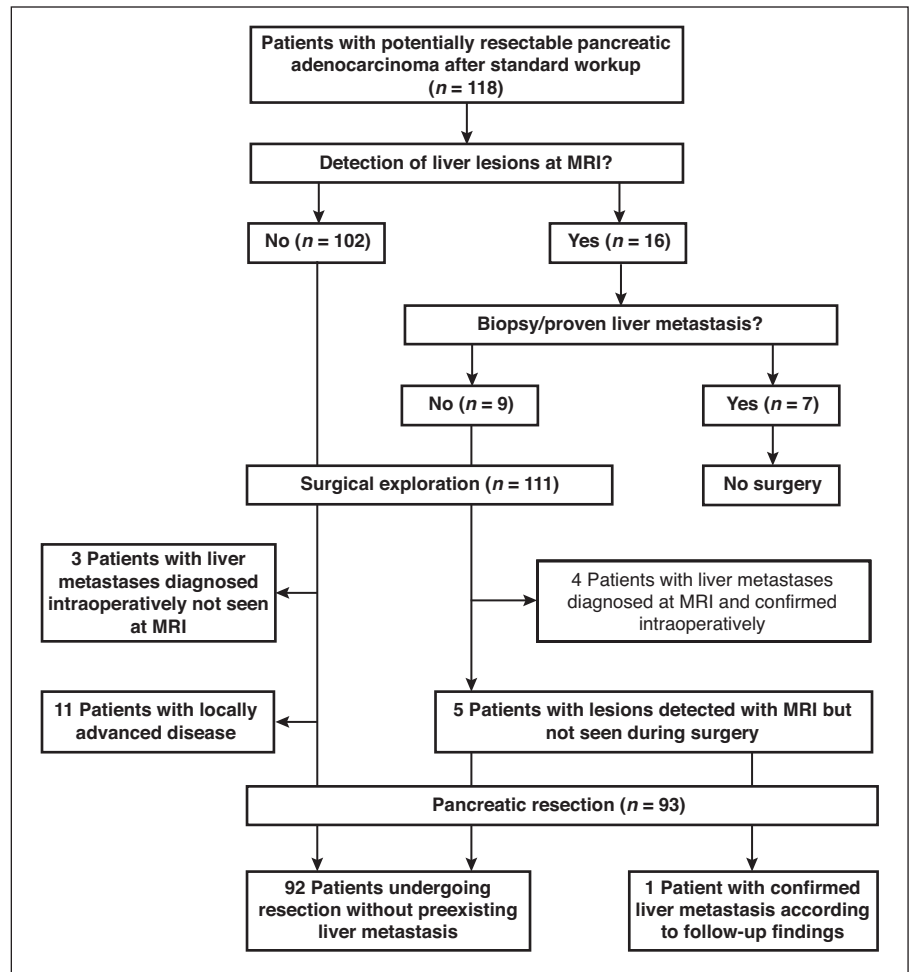 Patients with potentially resectable pancreatic
adenocarcinoma after standard workup
(n = 118)
Detection of liver lesions at MRI?
No (n = 102)
Yes (n = 16)
Biopsy/proven liver metastasis?
No (n = 9)
Yes (n = 7)
Surgical exploration (n = 111)
No surgery
3 Patients with liver
metastases diagnosed
intraoperatively not seen
at MRI
4 Patients with liver metastases
diagnosed at MRI and confirmed
intraoperatively
11 Patients with locally
advanced disease
5 Patients with lesions detected with MRI but
not seen during surgery
Pancreatic resection (n = 93)
92 Patients undergoing
resection without preexisting
liver metastasis
1 Patient with confirmed
liver metastasis according
to follow-up findings